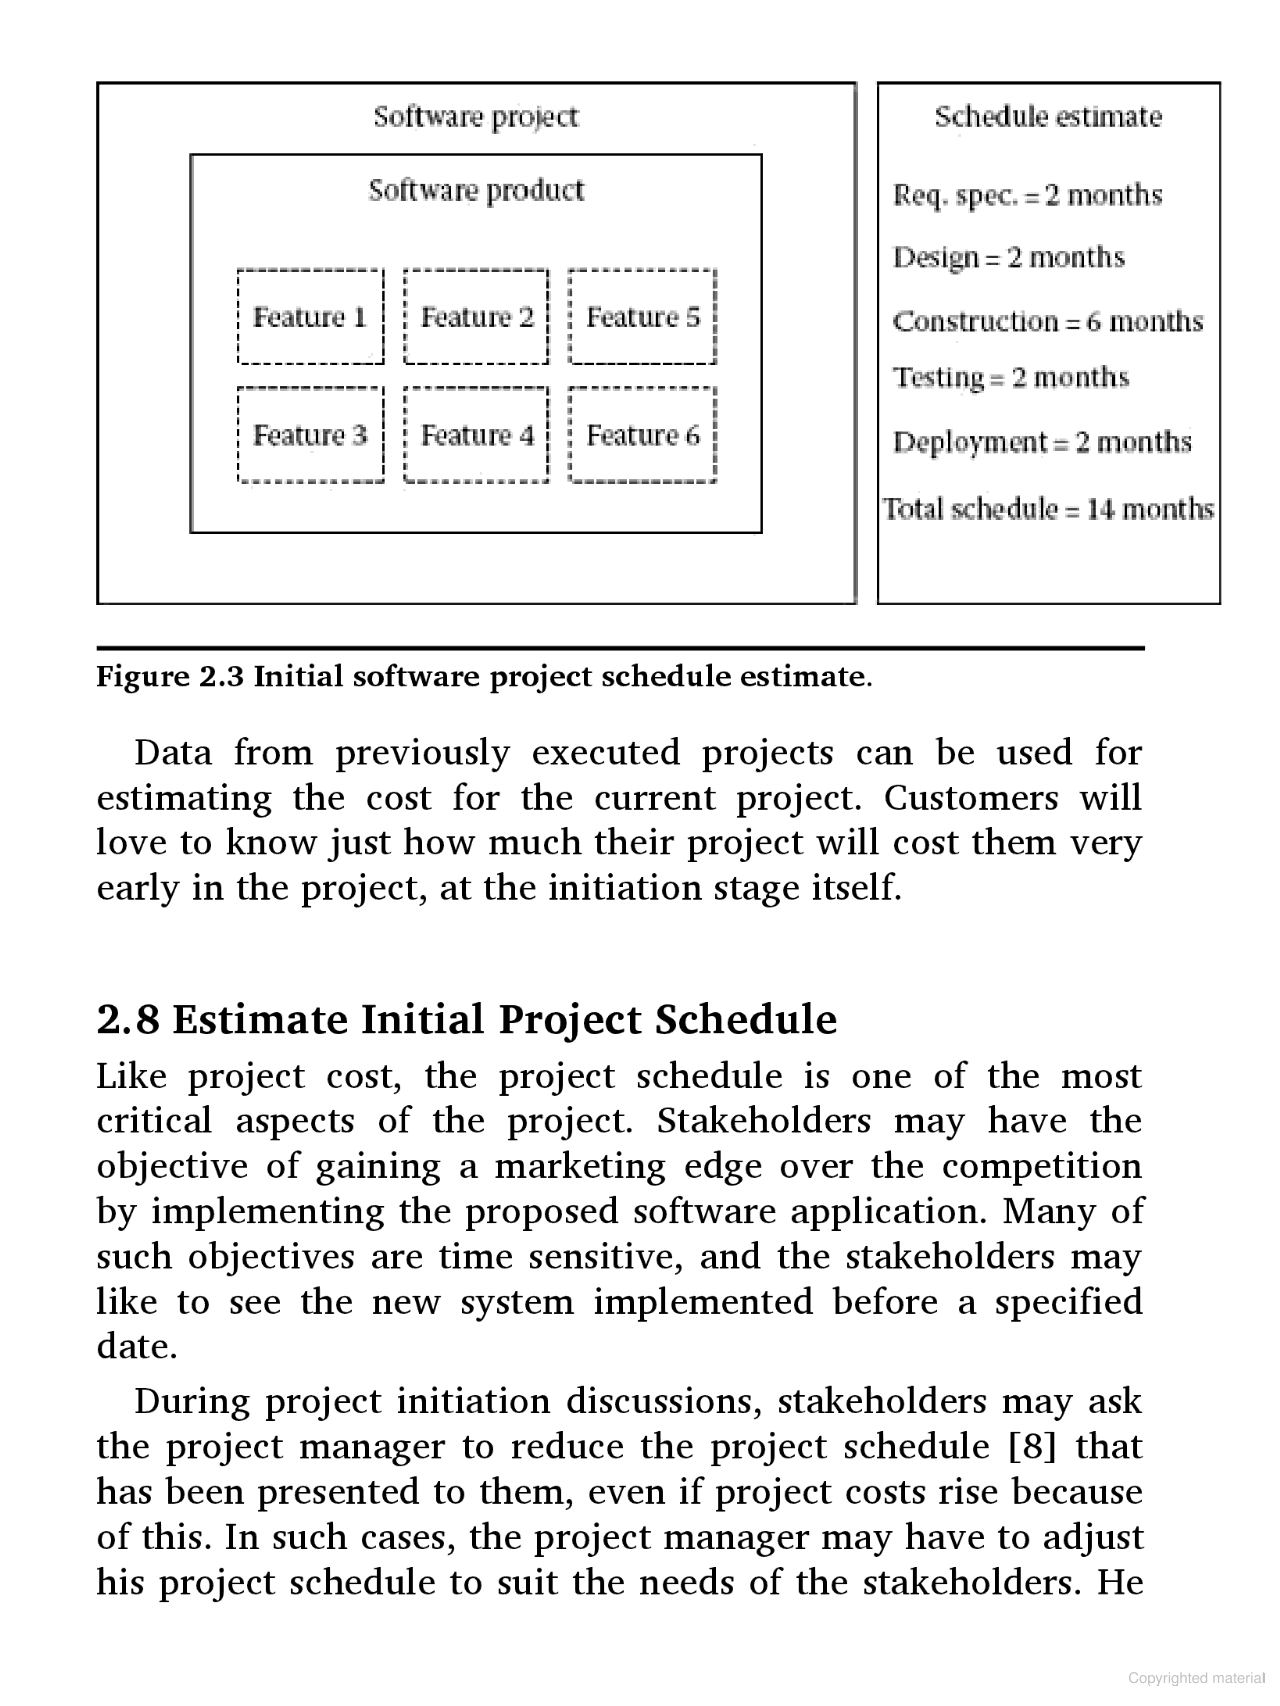 Software project
Software product
Feature 1
Feature 2
Feature 5
Feature 3
Feature 4
Feature 6
Schedule estimate
Req. spec. = 2 months
Design = 2 months
Construction = 6 months
Testing = 2 months
Deployment = 2 months
Total schedule = 14 months
Figure 2.3 Initial software project schedule estimate.
Data from previously executed projects can be used for
estimating the cost for the current project. Customers will
love to know just how much their project will cost them very
early in the project, at the initiation stage itself.
2.8 Estimate Initial Project Schedule
Like project cost, the project schedule is one of the most
critical aspects of the project. Stakeholders may have the
objective of gaining a marketing edge over the competition
by implementing the proposed software application. Many of
such objectives are time sensitive, and the stakeholders may
like to see the new system implemented before a specified
date.
During project initiation discussions, stakeholders may ask
the project manager to reduce the project schedule [8] that
has been presented to them, even if project costs rise because
of this. In such cases, the project manager may have to adjust
his project schedule to suit the needs of the stakeholders. He
Copyrighted material